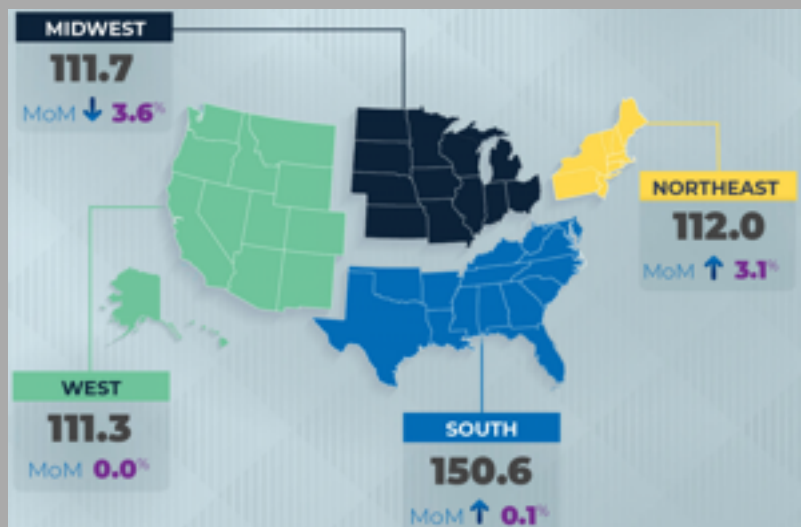 MIDWEST
111.7
MoM ↓ 3.6%
NORTHEAST
112.0
MoM ↑ 3.1%
WEST
111.3
MoM 0.0%
SOUTH
150.6
MoM ↑ 0.1%